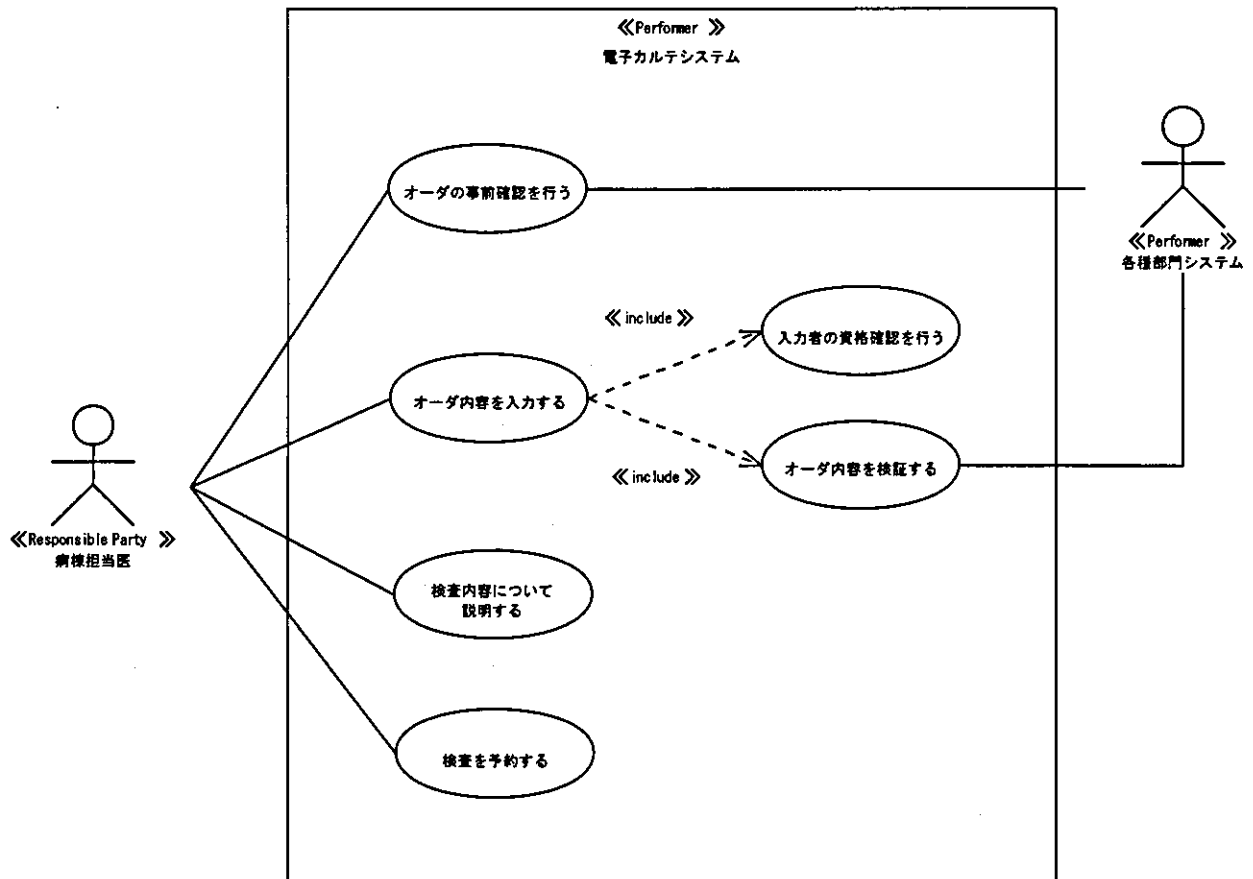 ≪Performer ≫
電子カルテシステム
オーダの事前確認を行う
≪Performer ≫
各種部門システム
≪include ≫
入力者の資格確認を行う
オーダ内容を入力する
≪include ≫
オーダ内容を検証する
≪Responsible Party ≫
病棟担当医
検査内容について
説明する
検査を予約する